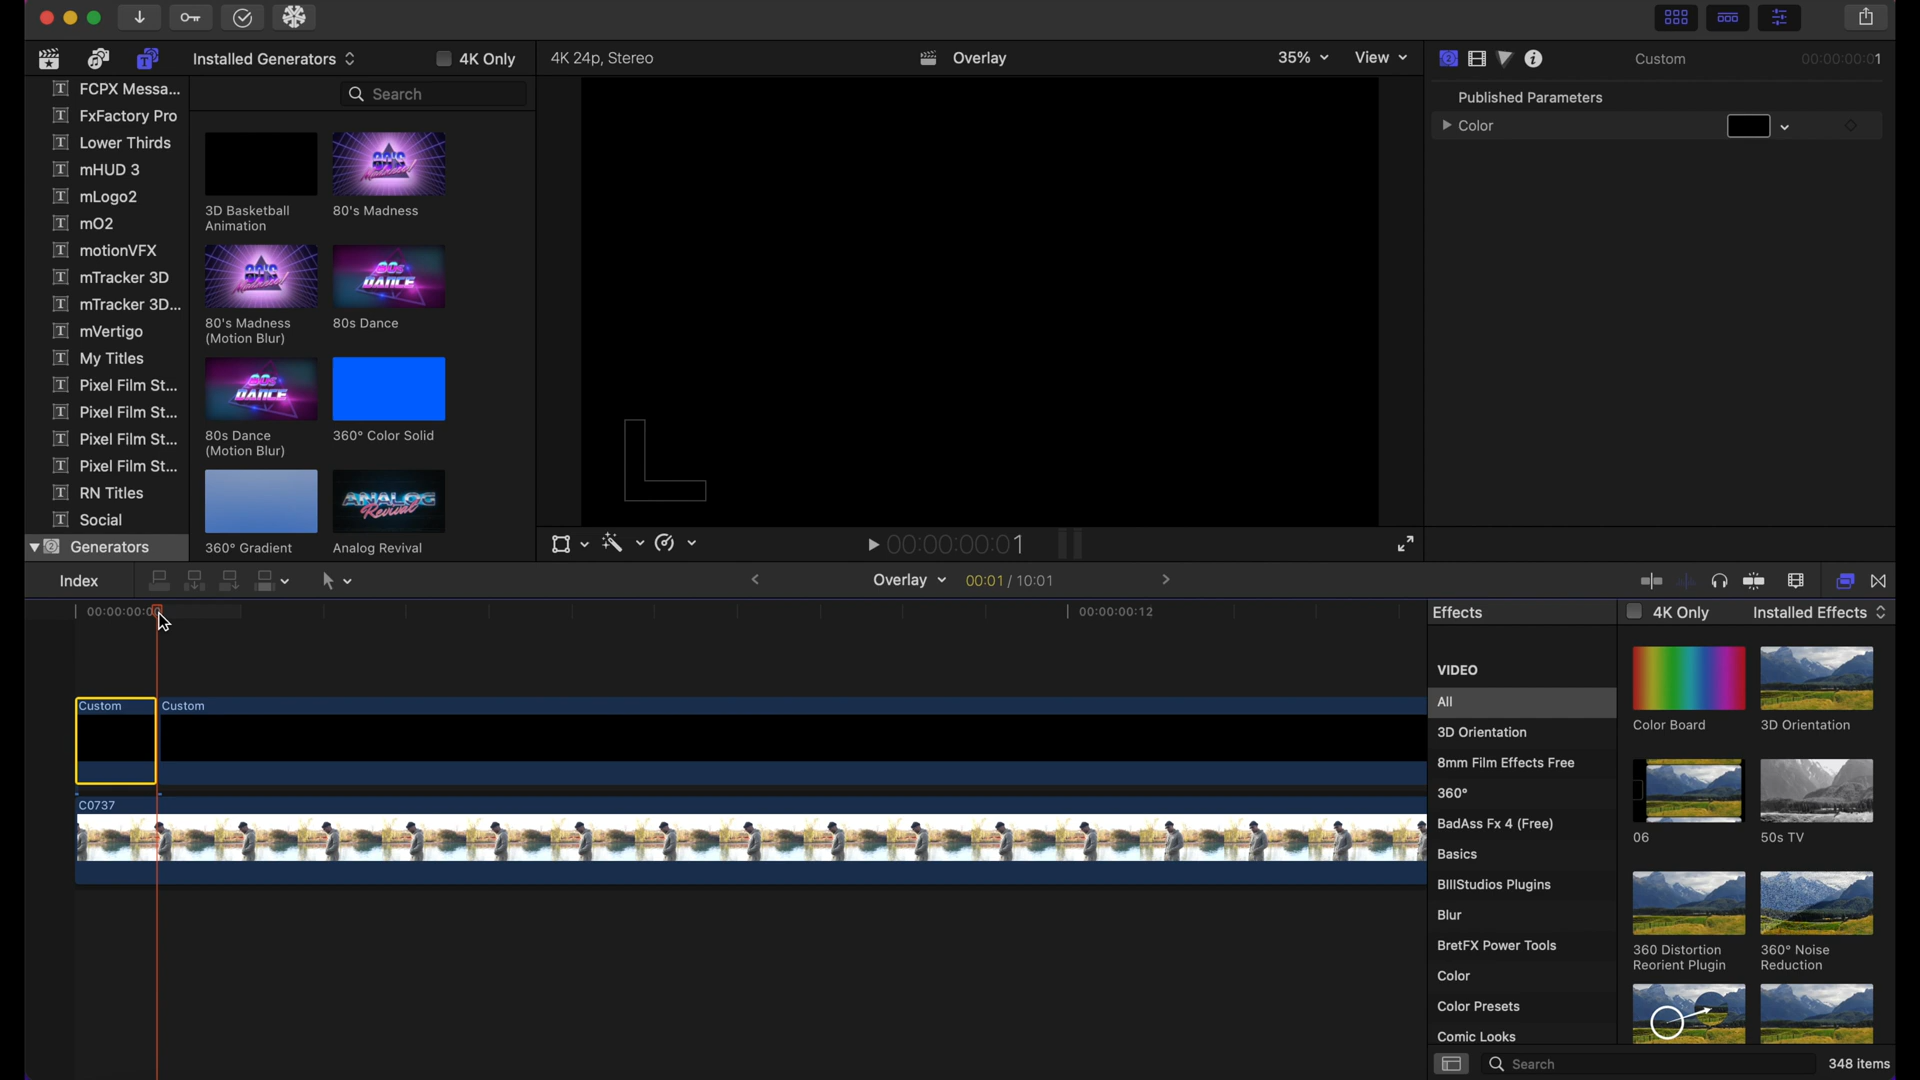 Installed Generators
4K Only
4K 24p, Stereo
Overlay
35%
View
Custom
00:00:00:01
FCPX Messa...
FxFactory Pro
Lower Thirds
mHUD 3
mLogo2
mO2
motionVFX
mTracker 3D
mTracker 3D...
mVertigo
My Titles
Pixel Film St...
Pixel Film St...
Pixel Film St...
Pixel Film St...
RN Titles
Social
Generators
Search
3D Basketball
Animation
80's Madness
80's Madness
(Motion Blur)
80s Dance
80s Dance
(Motion Blur)
360° Color Solid
360° Gradient
ANALOG
Revival
Analog Revival
Published Parameters
Color
00:00:00:01
Index
Overlay
00:01 / 10:01
00:00:00:0
00:00:00:12
Custom
Custom
C0737
Effects
4K Only
Installed Effects
VIDEO
All
3D Orientation
8mm Film Effects Free
360°
BadAss Fx 4 (Free)
Basics
BIllStudios Plugins
Blur
BretFX Power Tools
Color
Color Presets
Comic Looks
Color Board
3D Orientation
06
50s TV
360 Distortion
Reorient Plugin
360° Noise
Reduction
Search
348 items